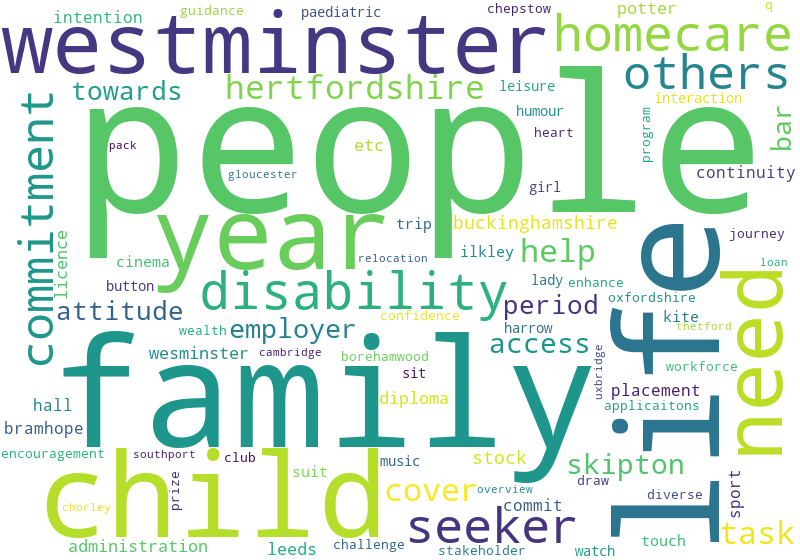 intention
guidance
paediatric
chepstow
potter
q
westminster
homecare
others
towards
hertfordshire
leisure
interaction
commitment
people
humour
program
bar
pack
etc
heart
gloucester
girl
continuity
year
trip
buckinghamshire
licence
cinema
relocation
ilkley
help
life
journey
button
disability
lady
enhance
loan
need
attitude
confidence
period
oxfordshire
kite
wealth
employer
harrow
thetford
wesminster
cambridge
borehamwood
access
family
sit
uxbridge
workforce
placement
hall
diploma
applicaitons
bramhope
encouragement
southport
club
music
stock
skipton
child
prize
suit
cover
overview
draw
diverse
sport
chorley
seeker
commit
task
administration
leeds
challenge
stakeholder
watch
touch